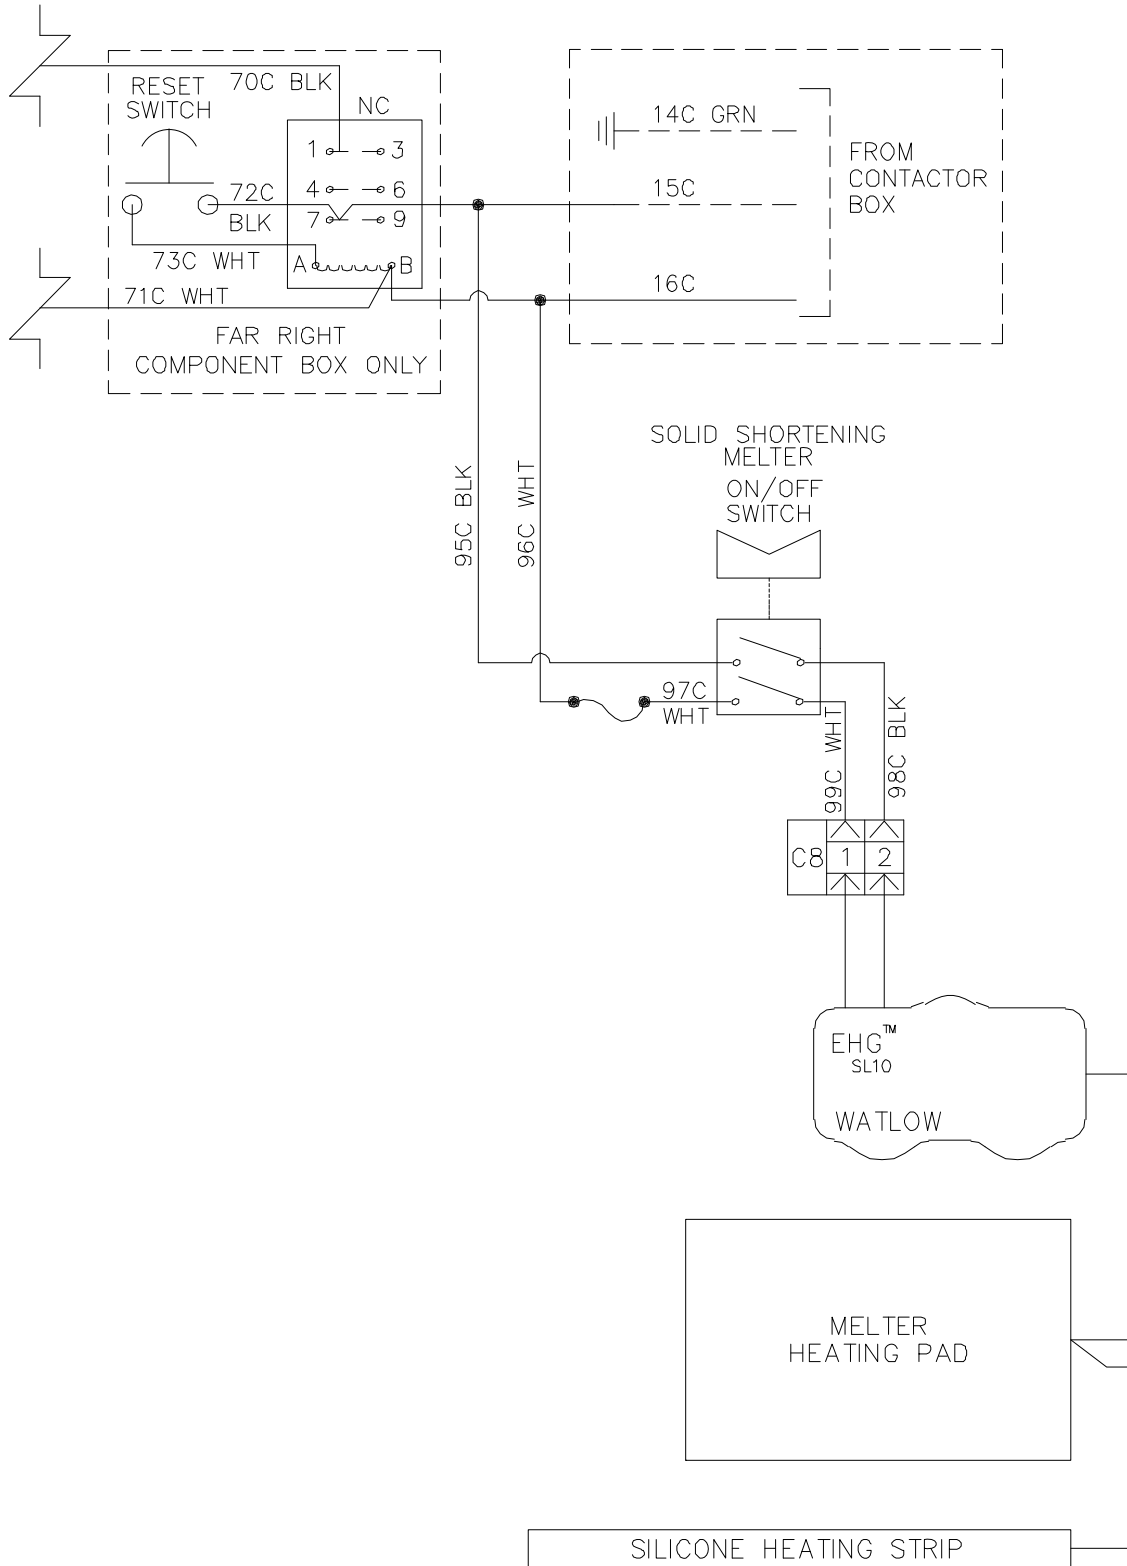 70C BLK
RESET
SWITCH
NC
1 3
4 6
72C
BLK
7 9
73C WHT
A B
71C WHT
FAR RIGHT
COMPONENT BOX ONLY
14C GRN
15C
16C
FROM
CONTACTOR
BOX
SOLID SHORTENING
MELTER
ON/OFF
SWITCH
95C BLK
96C WHT
97C
WHT
99C WHT
98C BLK
C8 1 2
EHG™
SL10
WATLOW
MELTER
HEATING PAD
SILICONE HEATING STRIP